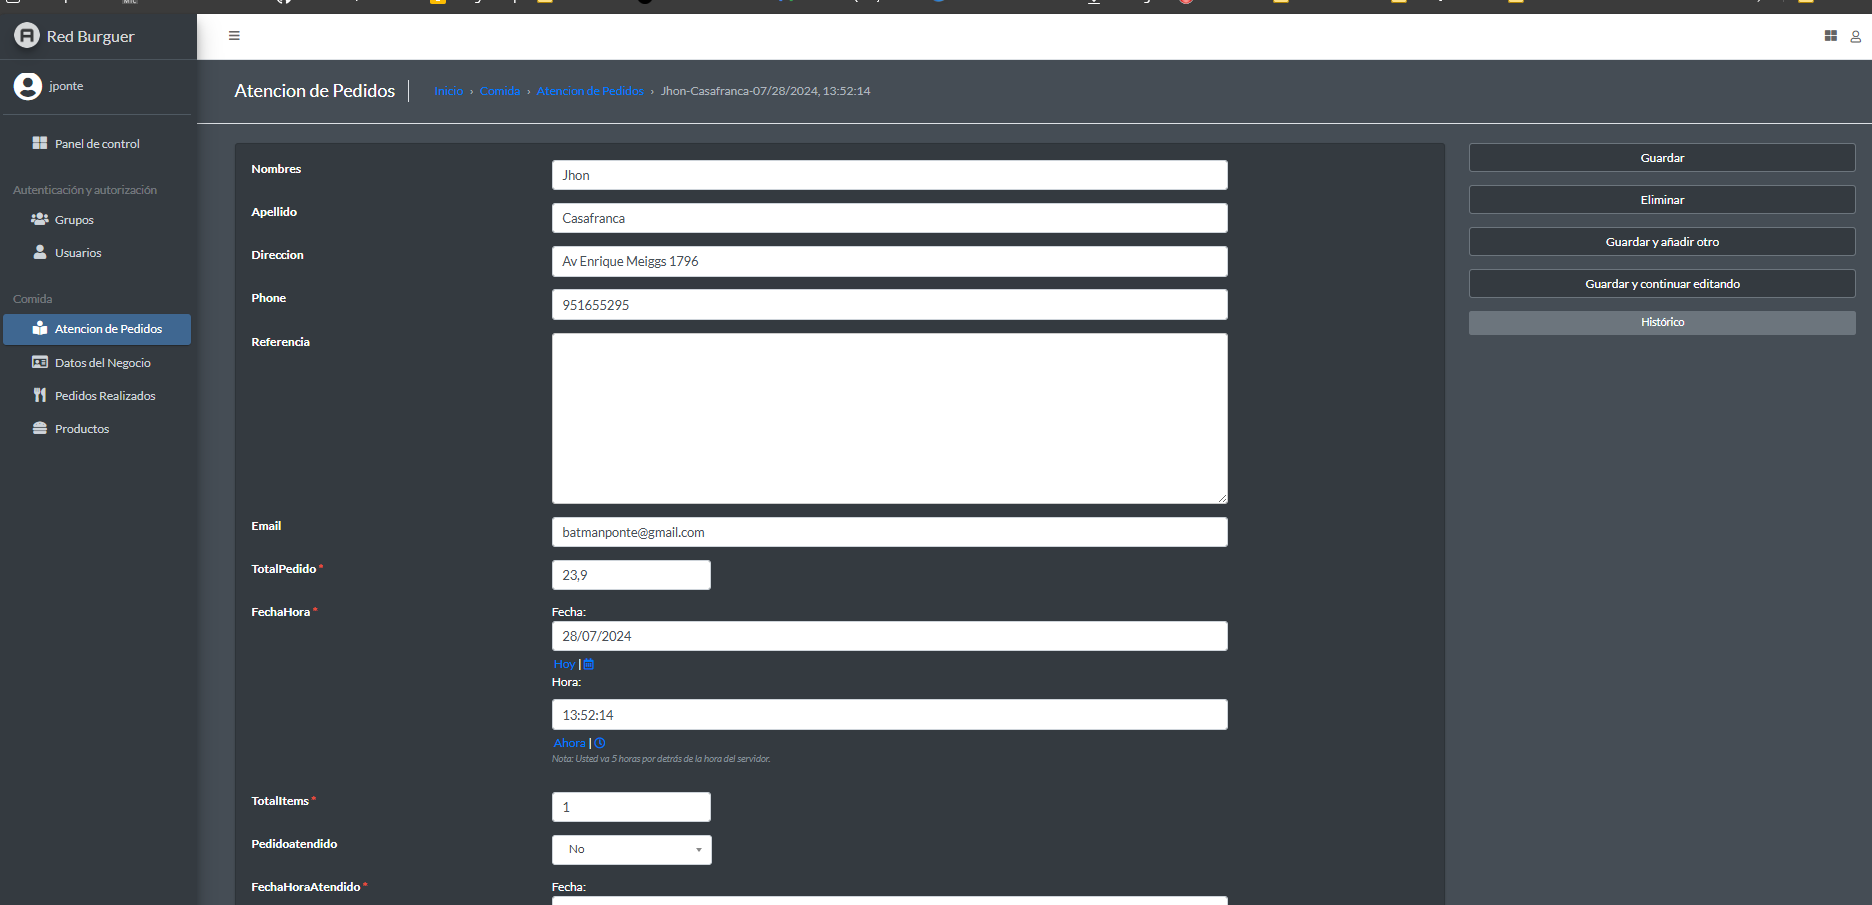 Red Burguer
jponte
Panel de control
Autenticación y autorización
Grupos
Usuarios
Comida
Atencion de Pedidos
Datos del Negocio
Pedidos Realizados
Productos
Atencion de Pedidos
Inicio › Comida › Atencion de Pedidos › Jhon-Casafranca-07/28/2024, 13:52:14
Nombres
Jhon
Apellido
Casafranca
Direccion
Av Enrique Meiggs 1796
Phone
951655295
Referencia
Email
batmanponte@gmail.com
TotalPedido *
23,9
FechaHora *
Fecha:
28/07/2024
Hoy |
Hora:
13:52:14
Ahora |
Nota: Usted va 5 horas por detrás de la hora del servidor.
TotalItems *
1
Pedidoatendido
No
FechaHoraAtendido *
Fecha:
Guardar
Eliminar
Guardar y añadir otro
Guardar y continuar editando
Histórico